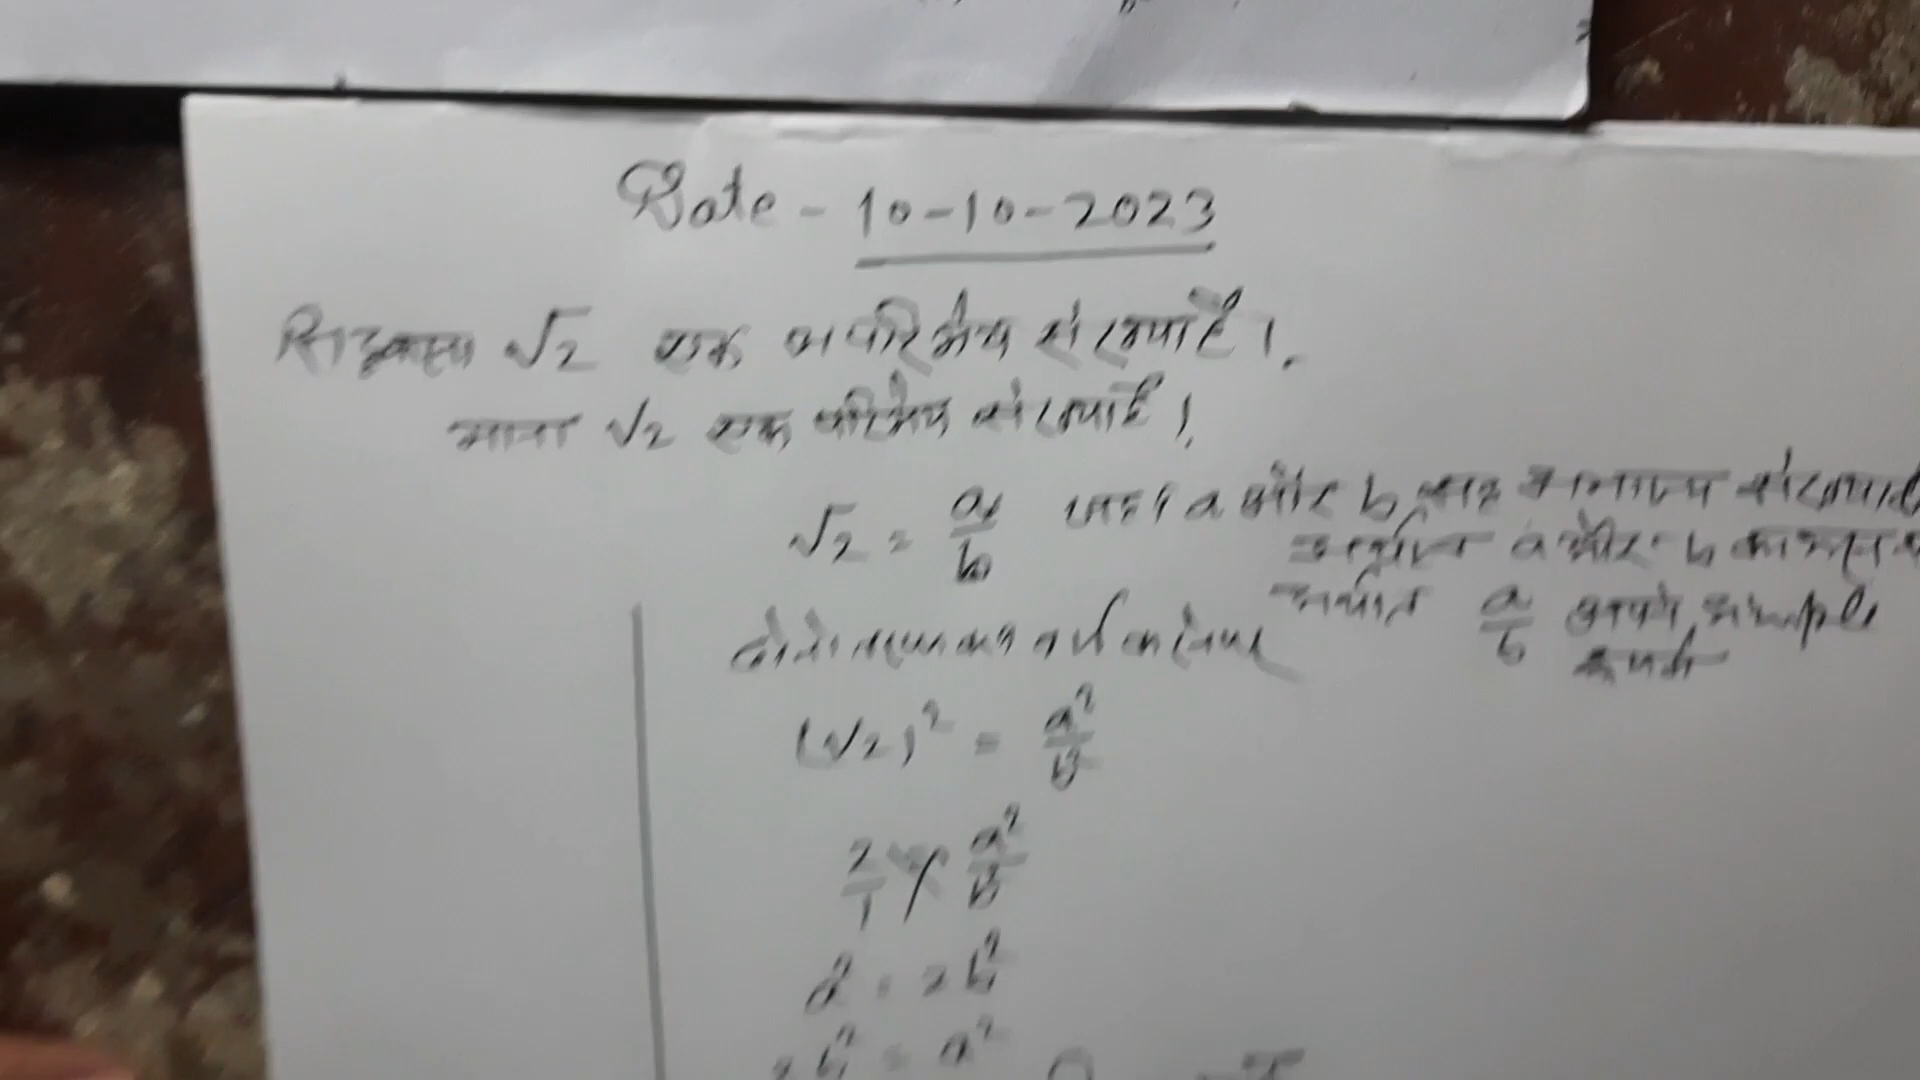 Date - 10-10-2023
सिद्ध करना √2 एक अपरिमेय संख्या है।
माना √2 एक परिमेय संख्या है।
√2 = a/b जहाँ a और b सह अभाज्य संख्या
अर्थात a और b का
अर्थात a/b अपने simple
रूप में
दोनों पक्षों का वर्ग करने पर
(√2)² = a²/b²
2/1 = a²/b²
a² = 2b²
2b² = a²